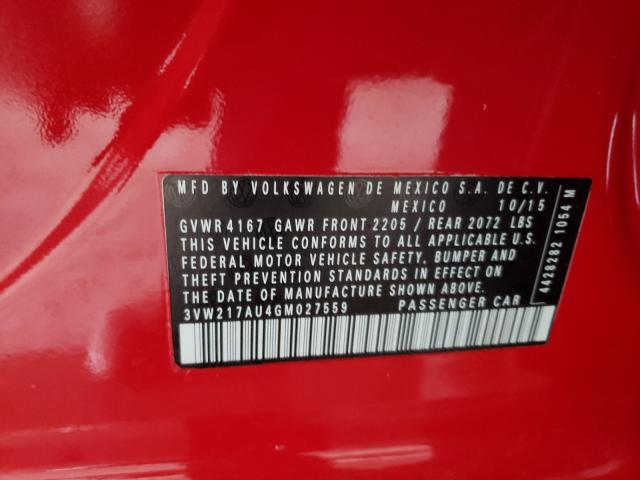 MFD BY VOLKSWAGEN DE MEXICO S.A. DE C.V.
MEXICO 10/15
GVWR 4167 GAWR FRONT 2205 / REAR 2072 LBS
THIS VEHICLE CONFORMS TO ALL APPLICABLE U.S.
FEDERAL MOTOR VEHICLE SAFETY, BUMPER AND
THEFT PREVENTION STANDARDS IN EFFECT ON
THE DATE OF MANUFACTURE SHOWN ABOVE.
3VW217AU4GM027559 PASSENGER CAR
4428282 1054 M